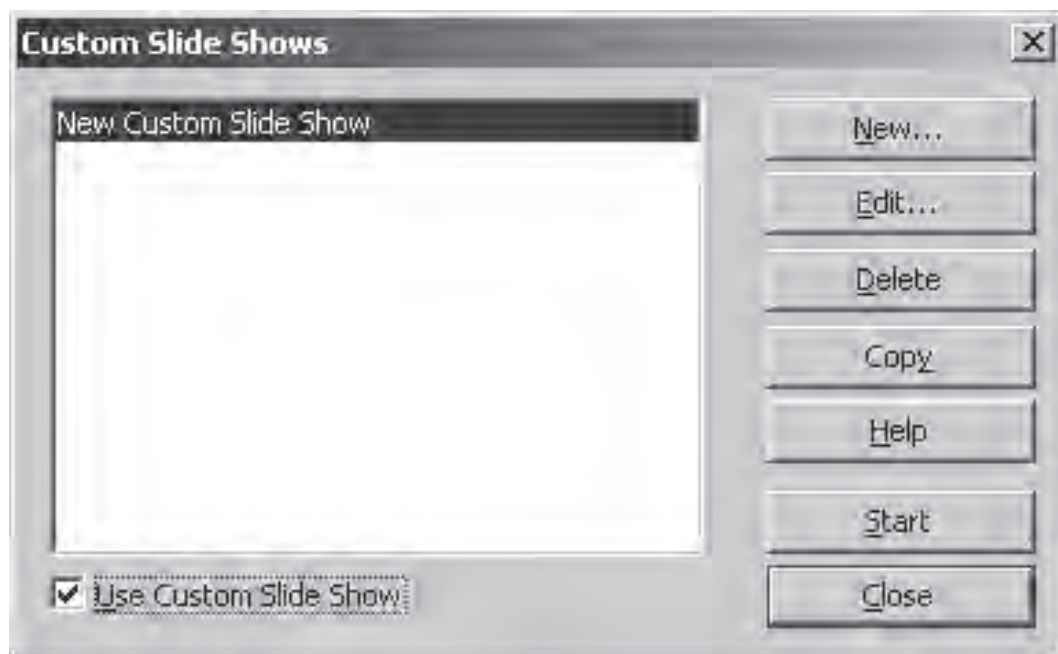 Custom Slide Shows
New Custom Slide Show
New...
Edit...
Delete
Copy
Help
Start
Close
Use Custom Slide Show